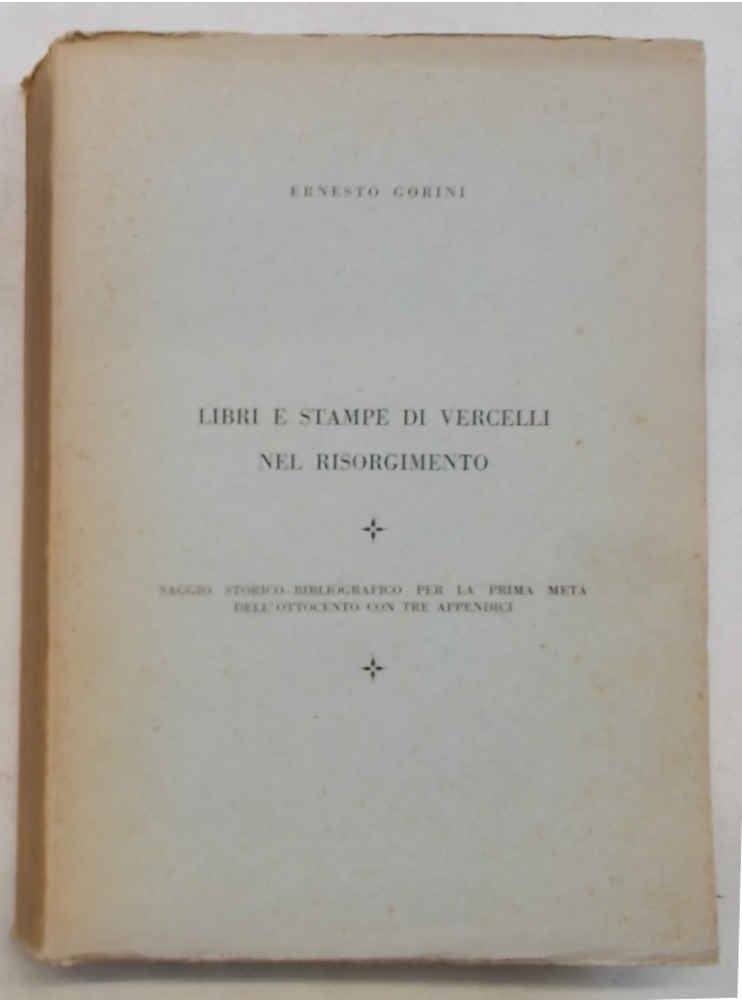 ERNESTO GORINI
LIBRI E STAMPE DI VERCELLI
NEL RISORGIMENTO
SAGGIO STORICO-BIBLIOGRAFICO PER LA PRIMA META
DELL'OTTOCENTO CON TRE APPENDICI